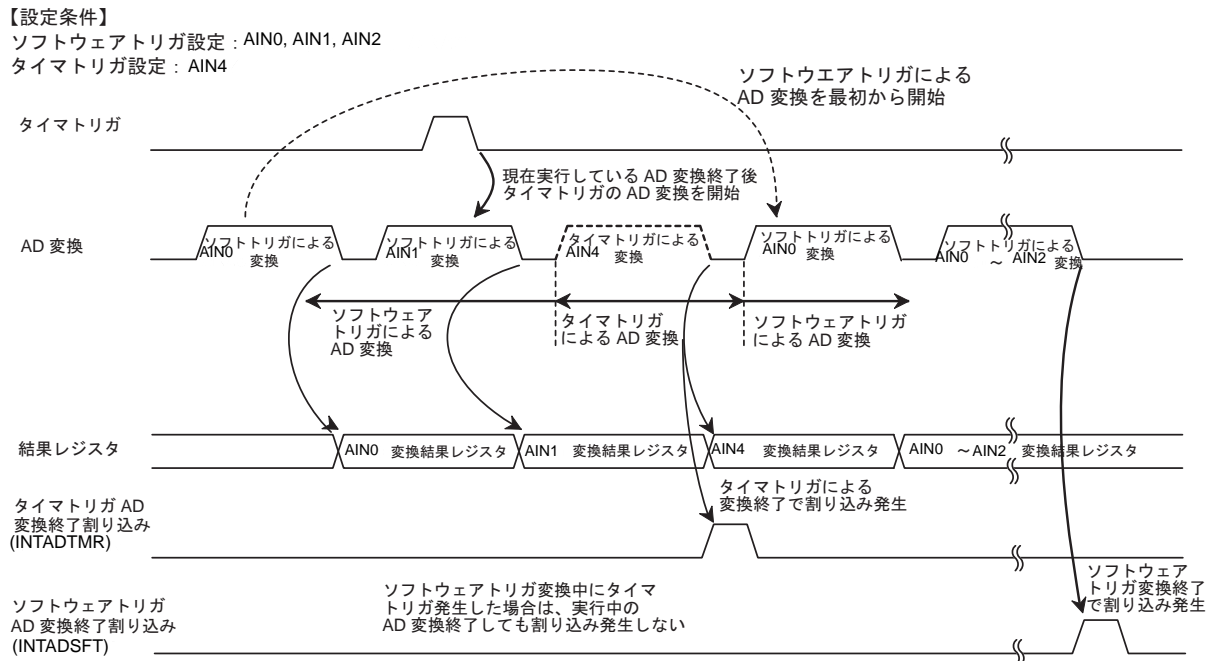 【設定条件】
ソフトウェアトリガ設定：AIN0, AIN1, AIN2
タイマトリガ設定：AIN4
ソフトウエアトリガによる
AD 変換を最初から開始
タイマトリガ
現在実行している AD 変換終了後
タイマトリガの AD 変換を開始
AD 変換
ソフトトリガによる
AIN0 変換
ソフトトリガによる
AIN1 変換
タイマトリガによる
AIN4 変換
ソフトトリガによる
AIN0 変換
ソフトトリガによる
AIN0 ～ AIN2 変換
ソフトウェア
トリガによる
AD 変換
タイマトリガ
による AD 変換
ソフトウェアトリガ
による AD 変換
結果レジスタ
AIN0 変換結果レジスタ
AIN1 変換結果レジスタ
AIN4 変換結果レジスタ
AIN0 ～AIN2 変換結果レジスタ
タイマトリガ AD
変換終了割り込み
(INTADTMR)
タイマトリガによる
変換終了で割り込み発生
ソフトウェアトリガ
AD 変換終了割り込み
(INTADSFT)
ソフトウェアトリガ変換中にタイマ
トリガ発生した場合は、実行中の
AD 変換終了しても割り込み発生しない
ソフトウェア
トリガ変換終了
で割り込み発生